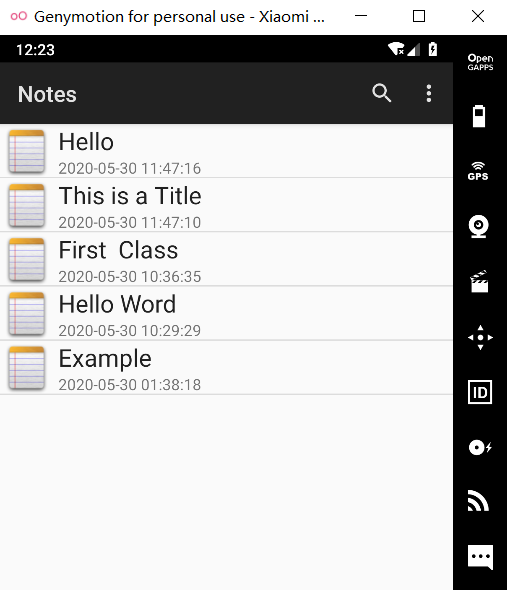 Genymotion for personal use - Xiaomi ...
12:23
Open
GAPPS
Notes
Hello
2020-05-30 11:47:16
GPS
This is a Title
2020-05-30 11:47:10
First  Class
2020-05-30 10:36:35
Hello Word
2020-05-30 10:29:29
Example
2020-05-30 01:38:18
ID